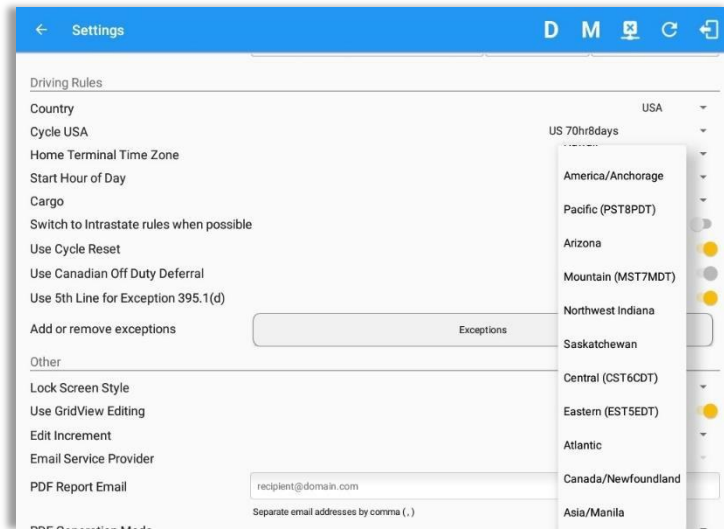 Settings
D M
Driving Rules
Country USA
Cycle USA US 70hr8days
Home Terminal Time Zone
Start Hour of Day
Cargo
Switch to Intrastate rules when possible
Use Cycle Reset
Use Canadian Off Duty Deferral
Use 5th Line for Exception 395.1(d)
Add or remove exceptions Exceptions
Other
Lock Screen Style
Use GridView Editing
Edit Increment
Email Service Provider
PDF Report Email recipient@domain.com
Separate email addresses by comma ( , )
America/Anchorage
Pacific (PST8PDT)
Arizona
Mountain (MST7MDT)
Northwest Indiana
Saskatchewan
Central (CST6CDT)
Eastern (EST5EDT)
Atlantic
Canada/Newfoundland
Asia/Manila